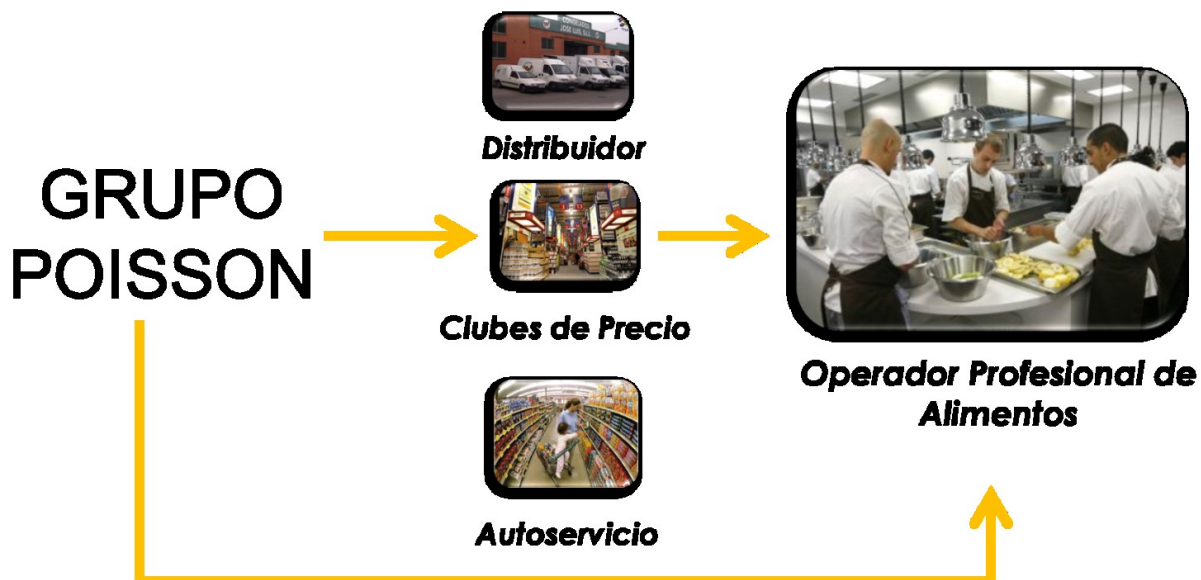 GRUPO
POISSON
Distribuidor
Clubes de Precio
Autoservicio
Operador Profesional de
Alimentos